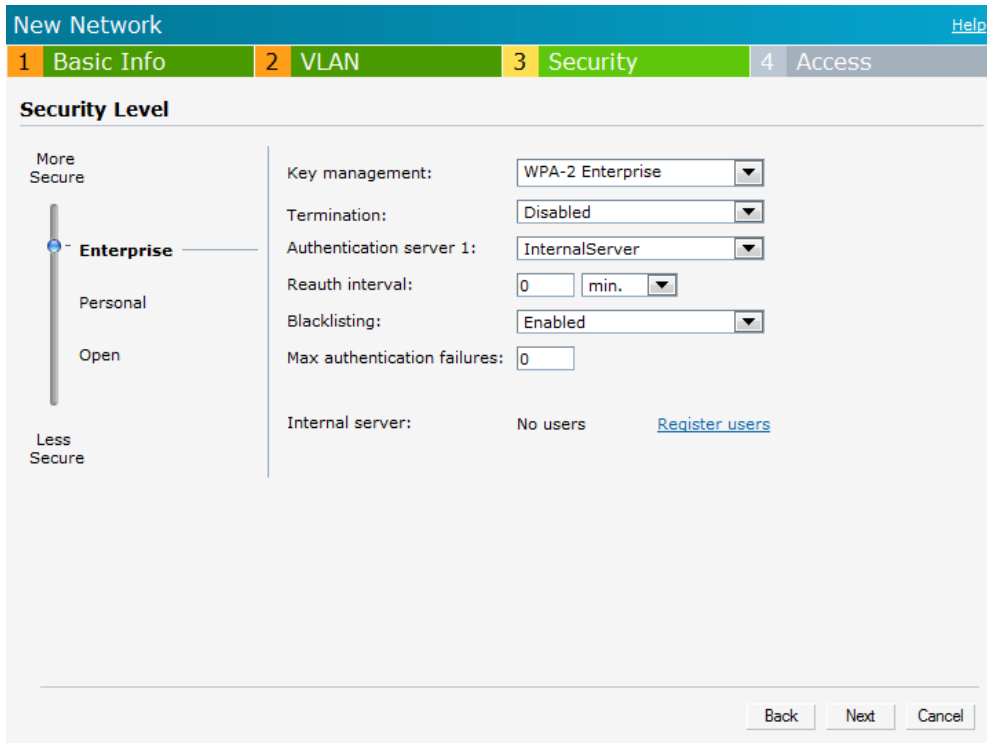 New Network Help
1 Basic Info 2 VLAN 3 Security 4 Access
Security Level
More
Secure
Enterprise
Personal
Open
Less
Secure
Key management: WPA-2 Enterprise
Termination: Disabled
Authentication server 1: InternalServer
Reauth interval: 0 min.
Blacklisting: Enabled
Max authentication failures: 0
Internal server: No users Register users
Back Next Cancel